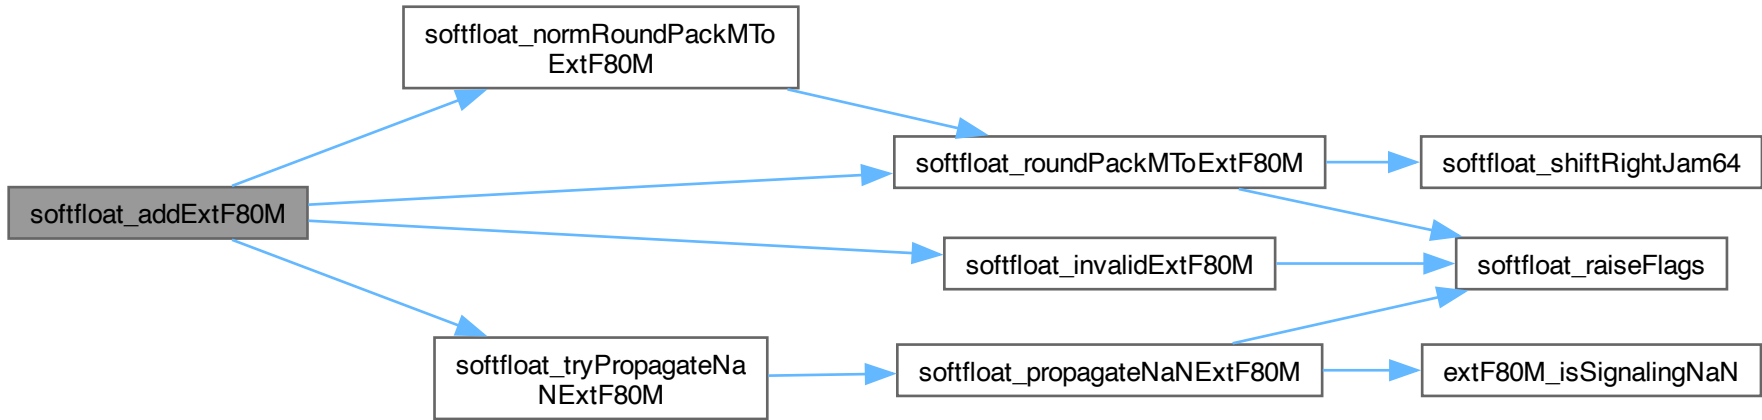 softfloat_normRoundPackMTo
ExtF80M
softfloat_roundPackMToExtF80M
softfloat_shiftRightJam64
softfloat_addExtF80M
softfloat_invalidExtF80M
softfloat_raiseFlags
softfloat_tryPropagateNa
NExtF80M
softfloat_propagateNaNExtF80M
extF80M_isSignalingNaN